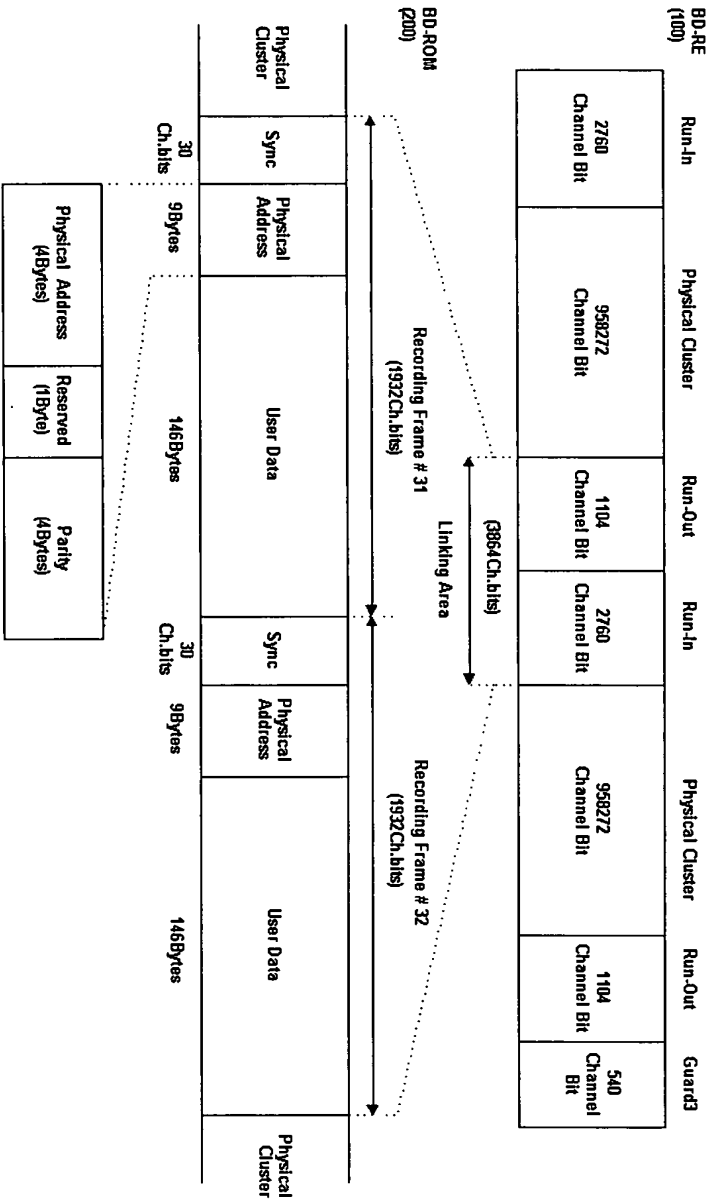 BD-RE
(100)
Run-In
Physical Cluster
Run-Out
Run-In
Physical Cluster
Run-Out
Guard3
2760
Channel Bit
958272
Channel Bit
1104
Channel Bit
2760
Channel Bit
958272
Channel Bit
1104
Channel Bit
540
Channel
Bit
(3864Ch.bits)
Linking Area
BD-ROM
(200)
Recording Frame # 31
(1932Ch.bits)
Recording Frame # 32
(1932Ch.bits)
Physical
Cluster
Sync
Physical
Address
User Data
Sync
Physical
Address
User Data
Physical
Cluster
30
Ch.bits
9Bytes
146Bytes
30
Ch.bits
9Bytes
146Bytes
Physical Address
(4Bytes)
Reserved
(1Byte)
Parity
(4Bytes)